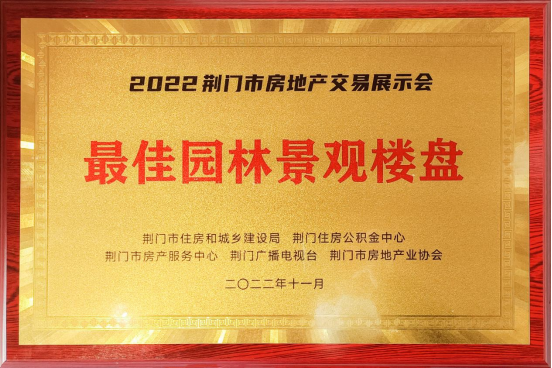 2022荆门市房地产交易展示会
最佳园林景观楼盘
荆门市住房和城乡建设局 荆门住房公积金中心
荆门市房产服务中心 荆门广播电视台 荆门市房地产业协会
二〇二二年十一月